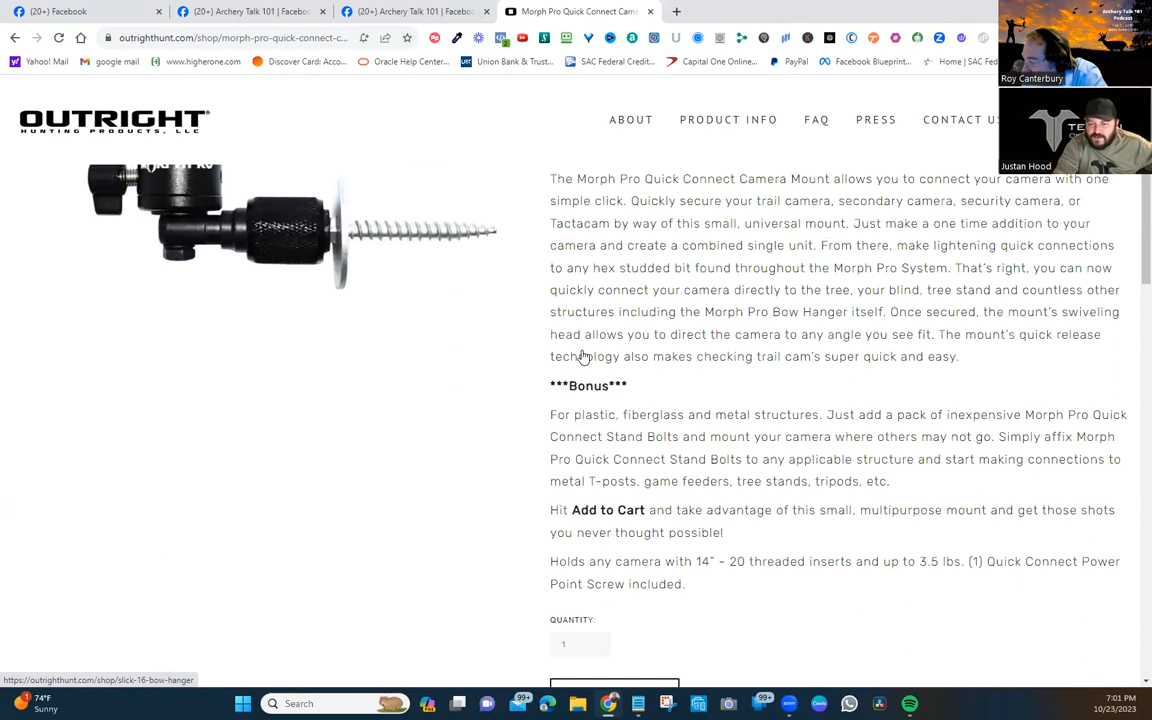 (20+) Facebook
(20+) Archery Talk 101 | Faceboo
(20+) Archery Talk 101 | Faceboo
Morph Pro Quick Connect Came
outrighthunt.com/shop/morph-pro-quick-connect-c...
Yahoo! Mail
google mail
www.higherone.com
Discover Card: Acco...
Oracle Help Center...
Union Bank & Trust...
SAC Federal Credit...
Capital One Online...
PayPal
Facebook Blueprint...
Home | SAC Fed
Archery Talk 101
Podcast
Roy Canterbury
Justan Hood
OUTRIGHT®
HUNTING PRODUCTS, LLC
ABOUT
PRODUCT INFO
FAQ
PRESS
CONTACT US
The Morph Pro Quick Connect Camera Mount allows you to connect your camera with one
simple click. Quickly secure your trail camera, secondary camera, security camera, or
Tactacam by way of this small, universal mount. Just make a one time addition to your
camera and create a combined single unit. From there, make lightening quick connections
to any hex studded bit found throughout the Morph Pro System. That's right, you can now
quickly connect your camera directly to the tree, your blind, tree stand and countless other
structures including the Morph Pro Bow Hanger itself. Once secured, the mount's swiveling
head allows you to direct the camera to any angle you see fit. The mount's quick release
technology also makes checking trail cam's super quick and easy.
***Bonus***
For plastic, fiberglass and metal structures. Just add a pack of inexpensive Morph Pro Quick
Connect Stand Bolts and mount your camera where others may not go. Simply affix Morph
Pro Quick Connect Stand Bolts to any applicable structure and start making connections to
metal T-posts, game feeders, tree stands, tripods, etc.
Hit Add to Cart and take advantage of this small, multipurpose mount and get those shots
you never thought possible!
Holds any camera with 14" - 20 threaded inserts and up to 3.5 lbs. (1) Quick Connect Power
Point Screw included.
QUANTITY:
1
https://outrighthunt.com/shop/slick-16-bow-hanger
74°F
Sunny
Search
99+
99+
7:01 PM
10/23/2023